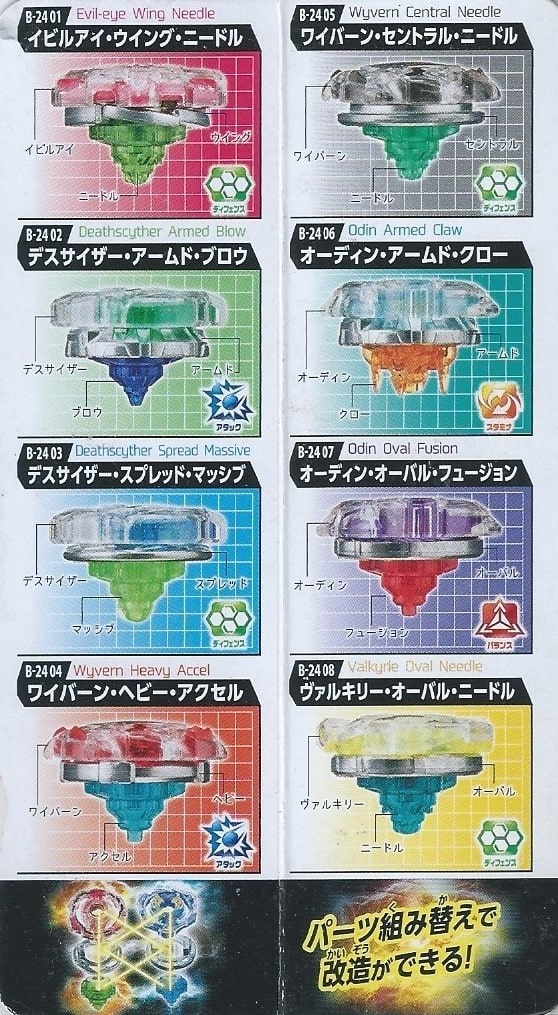 B-24 01 Evil-eye Wing Needle
イビルアイ・ウイング・ニードル
イビルアイ
ウイング
ニードル
ディフェンス
B-24 02 Deathscyther Armed Blow
デスサイザー・アームド・ブロウ
デスサイザー
アームド
ブロウ
アタック
B-24 03 Deathscyther Spread Massive
デスサイザー・スプレッド・マッシブ
デスサイザー
スプレッド
マッシブ
ディフェンス
B-24 04 Wyvern Heavy Accel
ワイバーン・ヘビー・アクセル
ワイバーン
ヘビー
アクセル
アタック
B-24 05 Wyvern Central Needle
ワイバーン・セントラル・ニードル
ワイバーン
セントラル
ニードル
ディフェンス
B-24 06 Odin Armed Claw
オーディン・アームド・クロー
オーディン
アームド
クロー
スタミナ
B-24 07 Odin Oval Fusion
オーディン・オーバル・フュージョン
オーディン
オーバル
フュージョン
バランス
B-24 08 Valkyrie Oval Needle
ヴァルキリー・オーバル・ニードル
ヴァルキリー
オーバル
ニードル
ディフェンス
パーツ組み替えで
改造ができる!